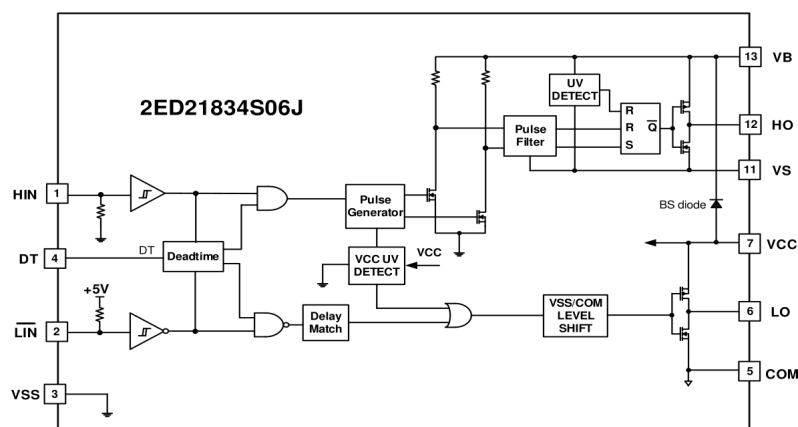 2ED21834S06J
HIN
1
DT
4
DT
Deadtime
+5V
LIN
2
VSS
3
Pulse
Generator
VCC UV
DETECT
VCC
Delay
Match
UV
DETECT
Pulse
Filter
R
R
S
Q
VSS/COM
LEVEL
SHIFT
BS diode
13
VB
12
HO
11
VS
7
VCC
6
LO
5
COM